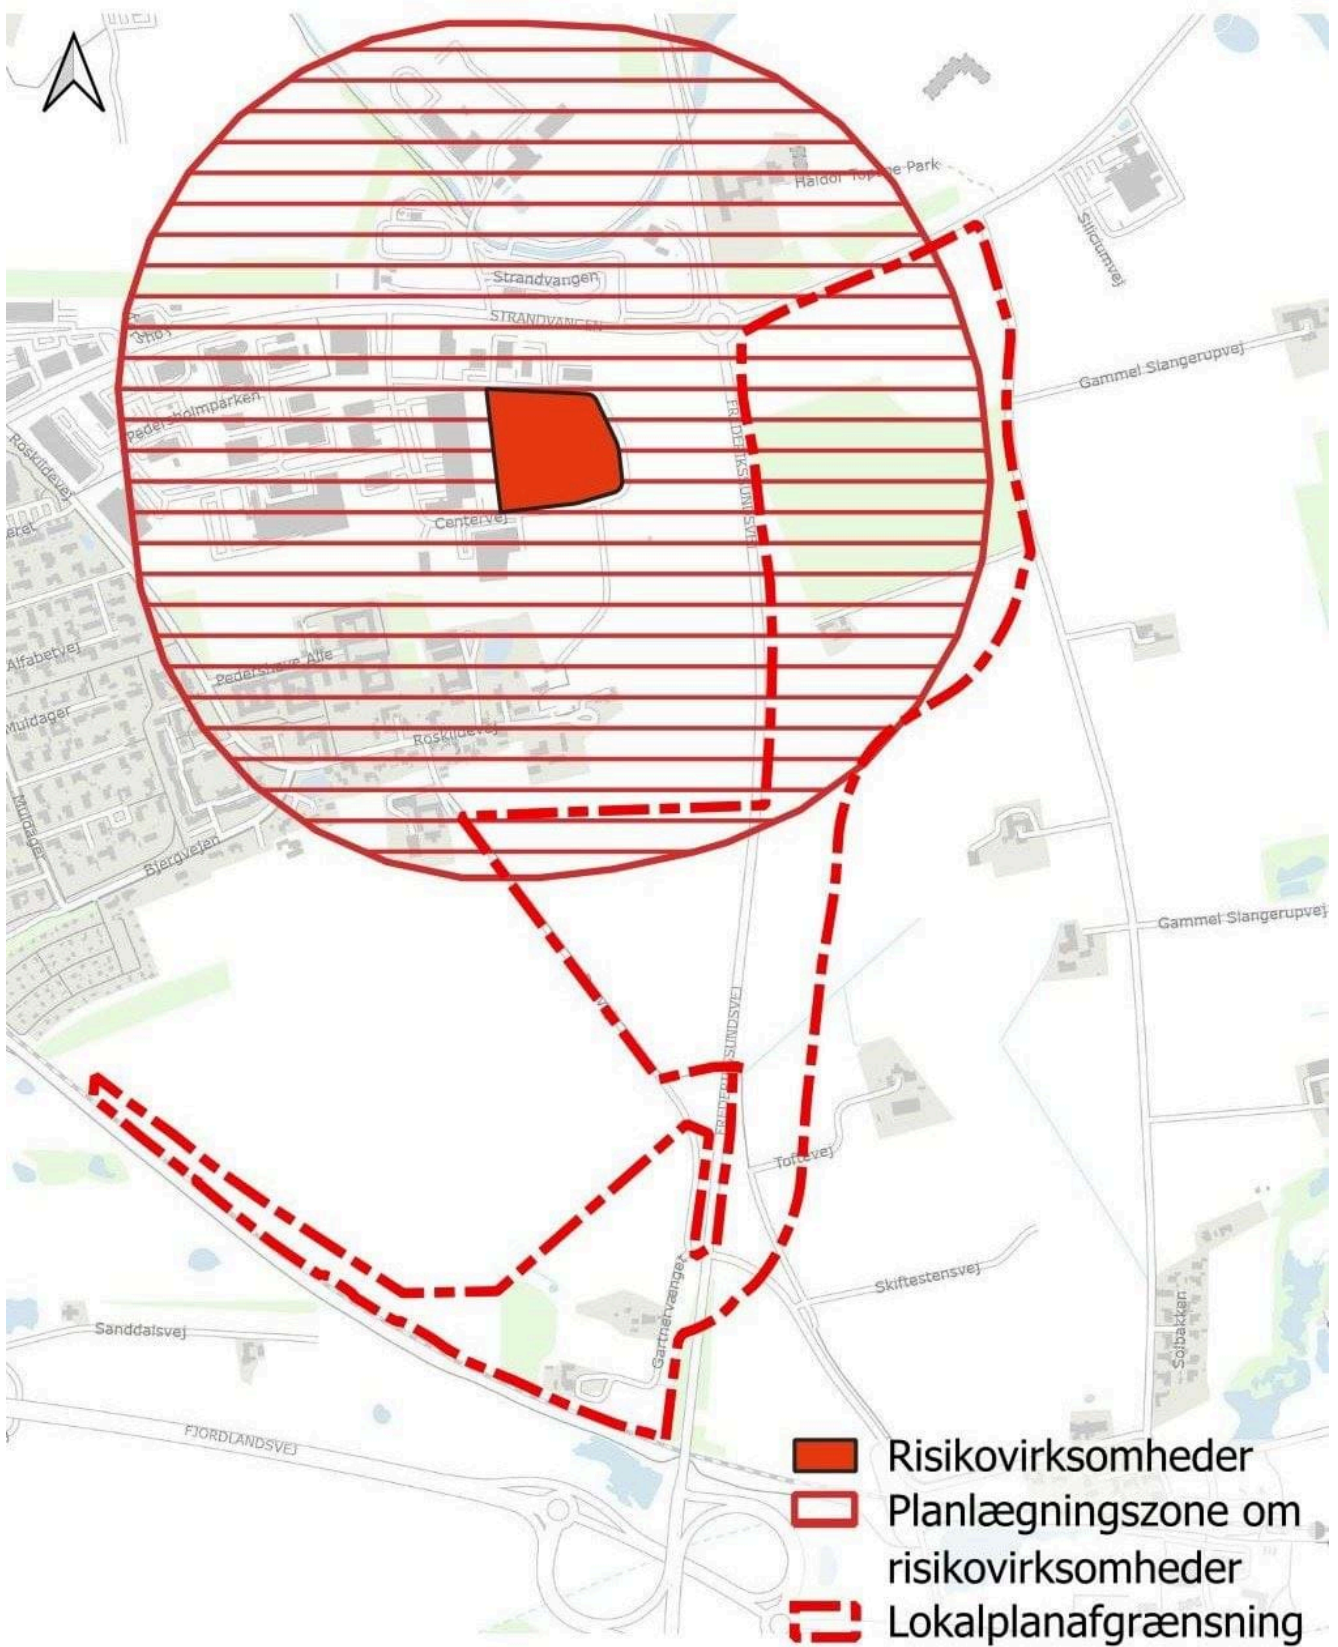 Haldor Topsøe Park
Siliciumvej
Strandvangen
STRANDVANGEN
Gammel Slangerupvej
Pedersholmparken
FREDERIKSSUNDSVEJ
Roskildevej
Centervej
Alfabetvej
Pedershave Alle
Muldager
Roskildevej
Muldager
Bjergvejen
Gammel Slangerupvej
FREDERIKSSUNDSVEJ
Toftevej
Skiftestensvej
Gartnervænget
Solbakken
Sanddalsvej
FJORDLANDSVEJ
Risikovirksomheder
Planlægningszone om
risikovirksomheder
Lokalplanafgrænsning